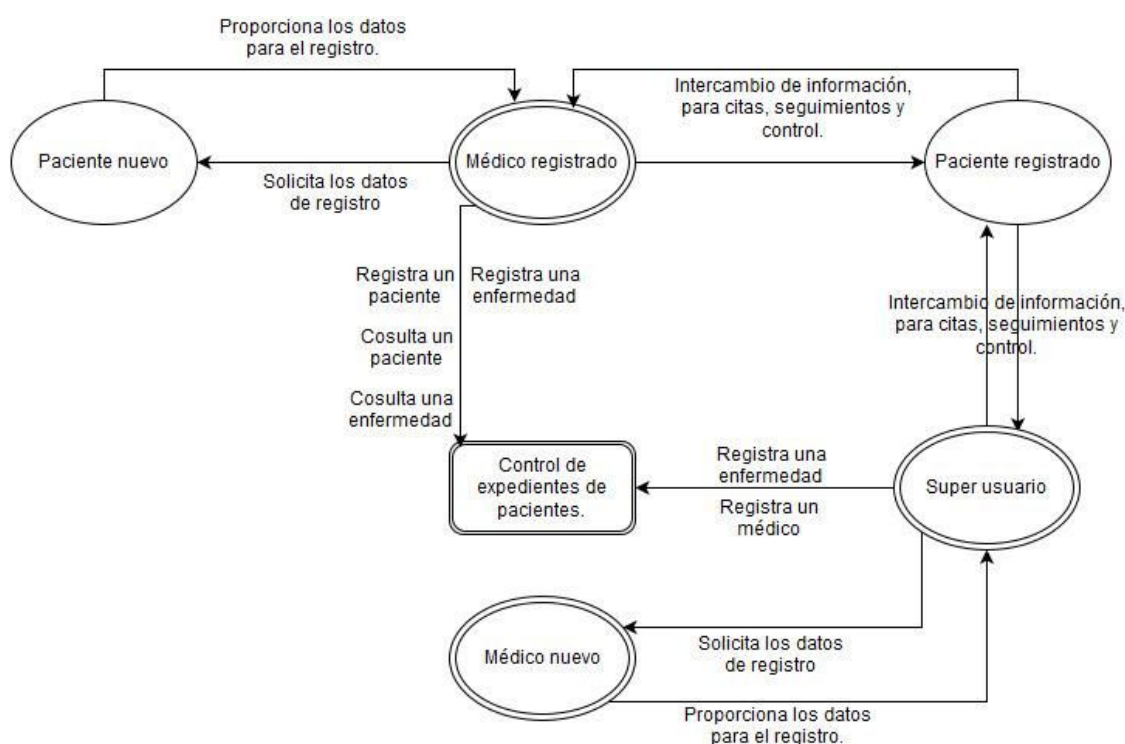 Proporciona los datos
para el registro.
Intercambio de información,
para citas, seguimientos y
control.
Paciente nuevo
Médico registrado
Paciente registrado
Solicita los datos
de registro
Registra un
paciente
Registra una
enfermedad
Cosulta un
paciente
Cosulta una
enfermedad
Intercambio de información,
para citas, seguimientos y
control.
Control de
expedientes de
pacientes.
Registra una
enfermedad
Registra un
médico
Super usuario
Médico nuevo
Solicita los datos
de registro
Proporciona los datos
para el registro.